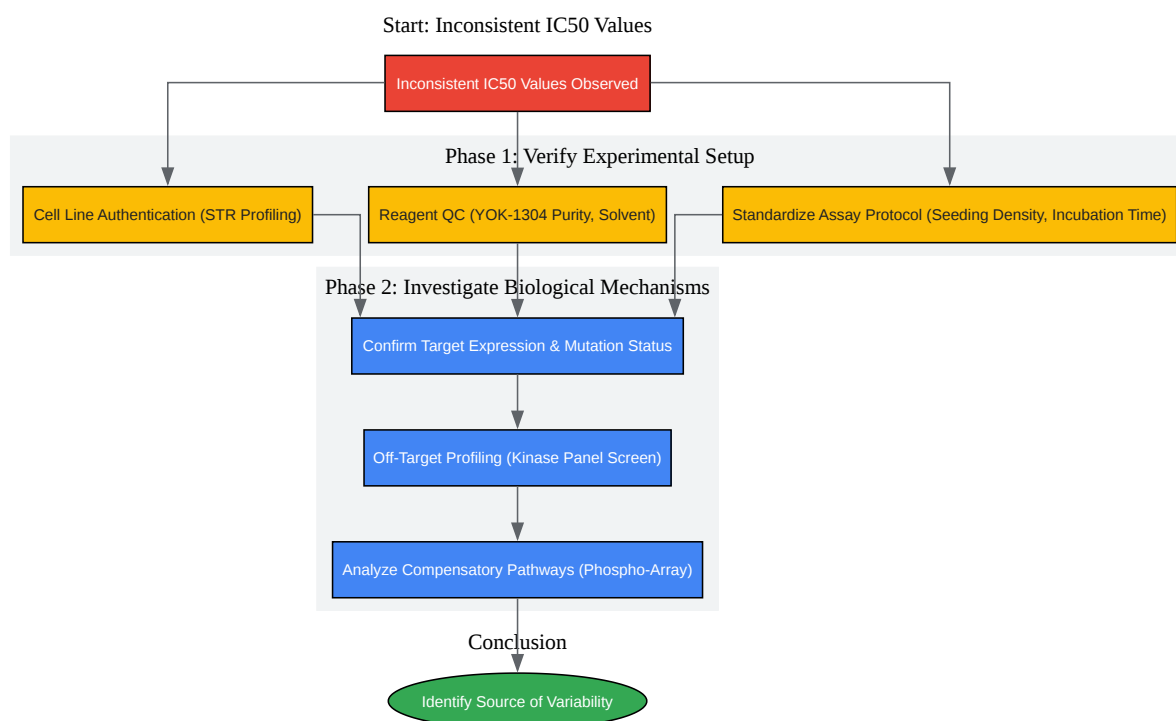 Start: Inconsistent IC50 Values
Inconsistent IC50 Values Observed
Phase 1: Verify Experimental Setup
Cell Line Authentication (STR Profiling)
Reagent QC (YOK-1304 Purity, Solvent)
Standardize Assay Protocol (Seeding Density, Incubation Time)
Phase 2: Investigate Biological Mechanisms
Confirm Target Expression & Mutation Status
Off-Target Profiling (Kinase Panel Screen)
Analyze Compensatory Pathways (Phospho-Array)
Conclusion
Identify Source of Variability